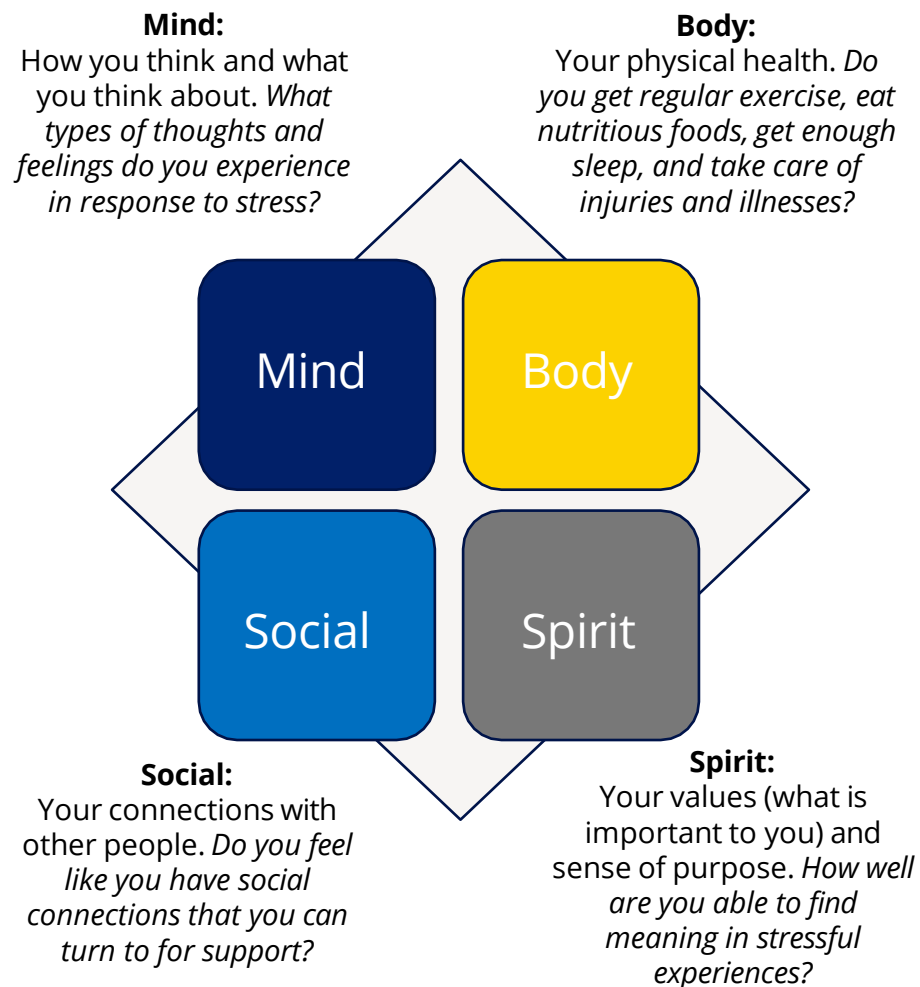 Mind:
How you think and what
you think about. What
types of thoughts and
feelings do you experience
in response to stress?
Body:
Your physical health. Do
you get regular exercise, eat
nutritious foods, get enough
sleep, and take care of
injuries and illnesses?
Mind
Body
Social
Spirit
Social:
Your connections with
other people. Do you feel
like you have social
connections that you can
turn to for support?
Spirit:
Your values (what is
important to you) and
sense of purpose. How well
are you able to find
meaning in stressful
experiences?